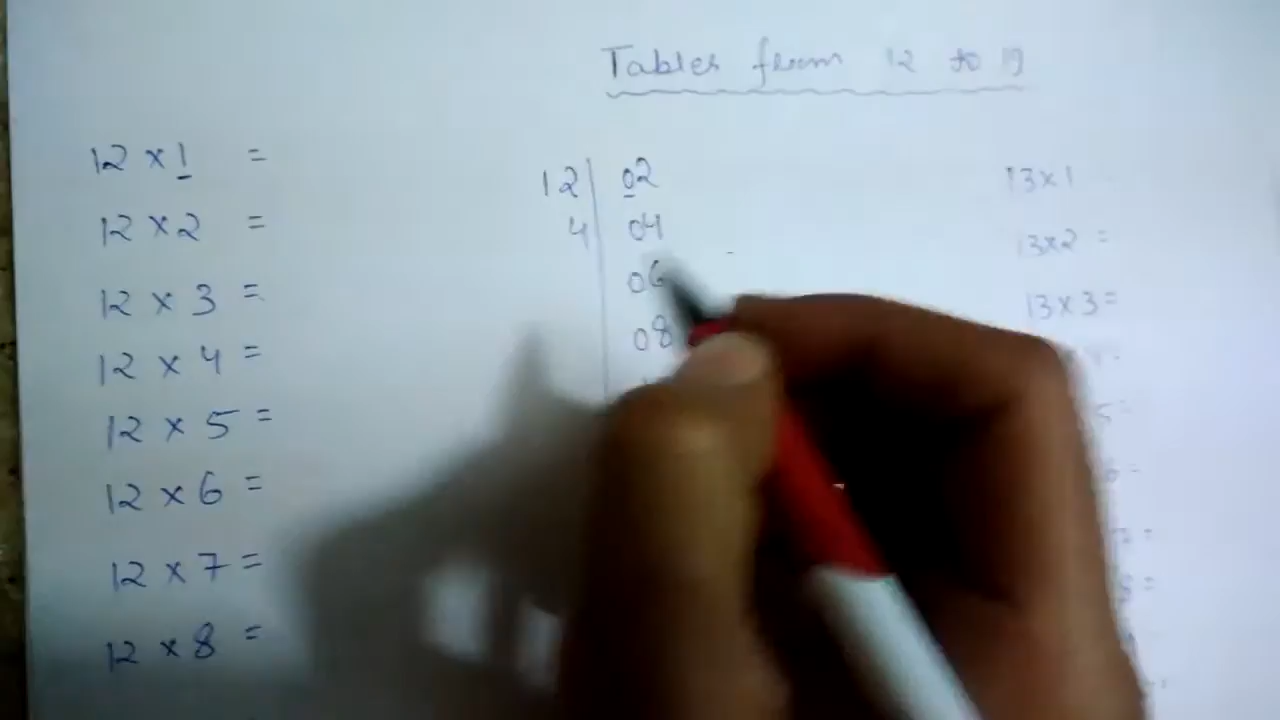 Tables from 12 to 19
12 × 1 =
12 × 2 =
12 × 3 =
12 × 4 =
12 × 5 =
12 × 6 =
12 × 7 =
12 × 8 =
12 | 02
4 | 04
06
08
13×1
13×2 =
13×3=